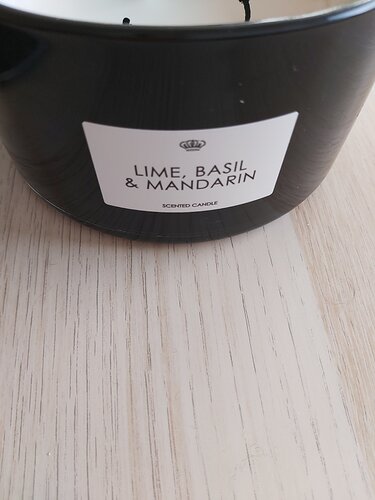 LIME, BASIL
& MANDARIN
SCENTED CANDLE